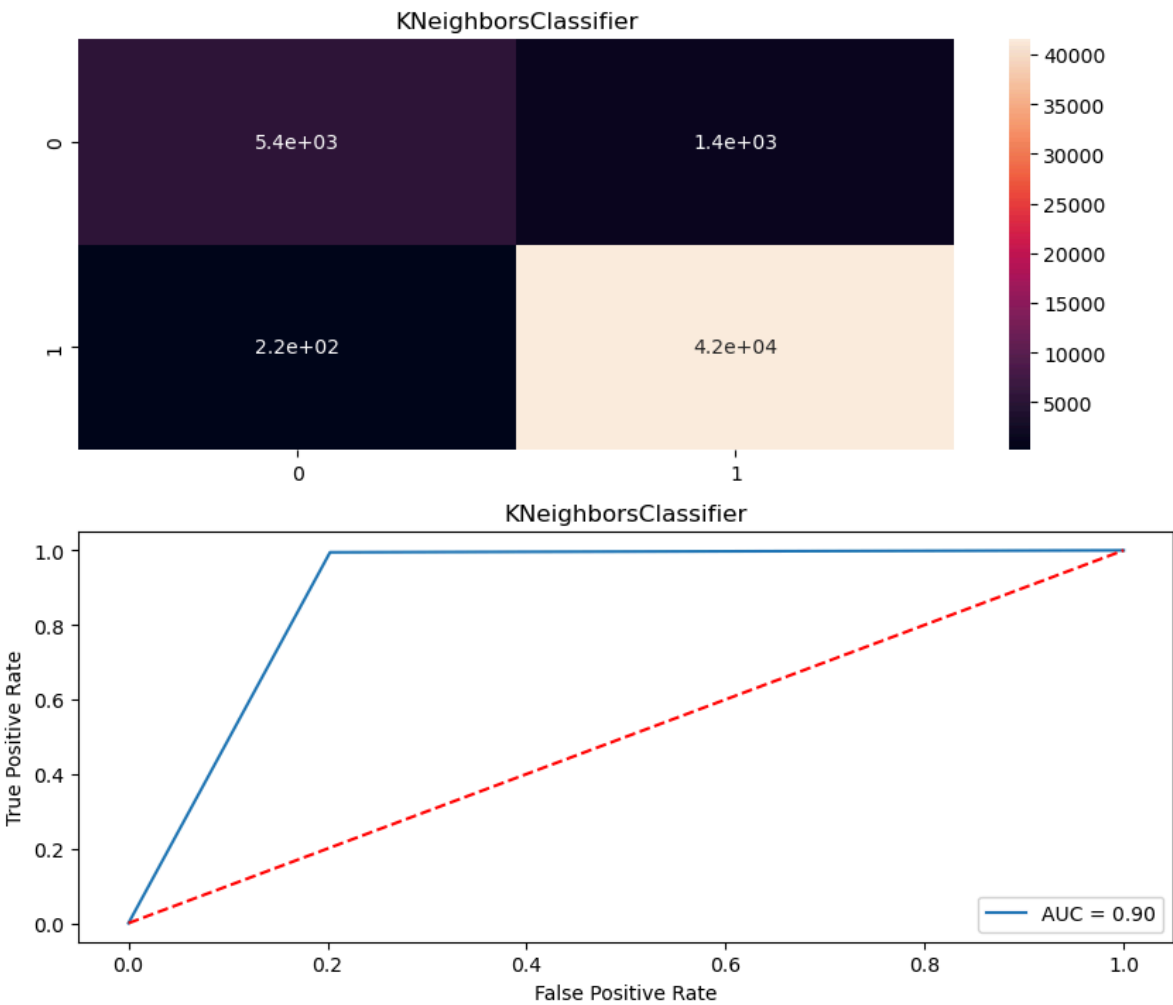 KNeighborsClassifier
0
5.4e+03
1.4e+03
1
2.2e+02
4.2e+04
0
1
40000
35000
30000
25000
20000
15000
10000
5000
KNeighborsClassifier
True Positive Rate
1.0
0.8
0.6
0.4
0.2
0.0
AUC = 0.90
0.0
0.2
0.4
0.6
0.8
1.0
False Positive Rate